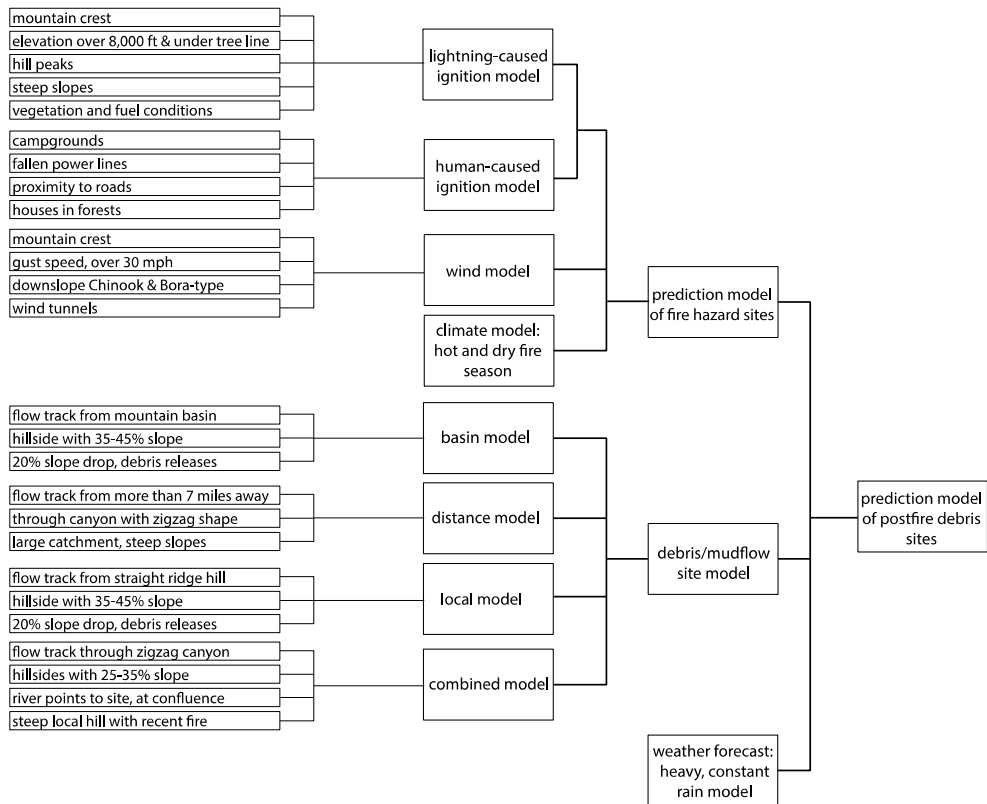 mountain crest
elevation over 8,000 ft & under tree line
hill peaks
steep slopes
vegetation and fuel conditions
lightning-caused
ignition model
campgrounds
fallen power lines
proximity to roads
houses in forests
human-caused
ignition model
mountain crest
gust speed, over 30 mph
downslope Chinook & Bora-type
wind tunnels
wind model
climate model:
hot and dry fire
season
prediction model
of fire hazard sites
flow track from mountain basin
hillside with 35-45% slope
20% slope drop, debris releases
basin model
flow track from more than 7 miles away
through canyon with zigzag shape
large catchment, steep slopes
distance model
flow track from straight ridge hill
hillside with 35-45% slope
20% slope drop, debris releases
local model
flow track through zigzag canyon
hillsides with 25-35% slope
river points to site, at confluence
steep local hill with recent fire
combined model
debris/mudflow
site model
weather forecast:
heavy, constant
rain model
prediction model
of postfire debris
sites